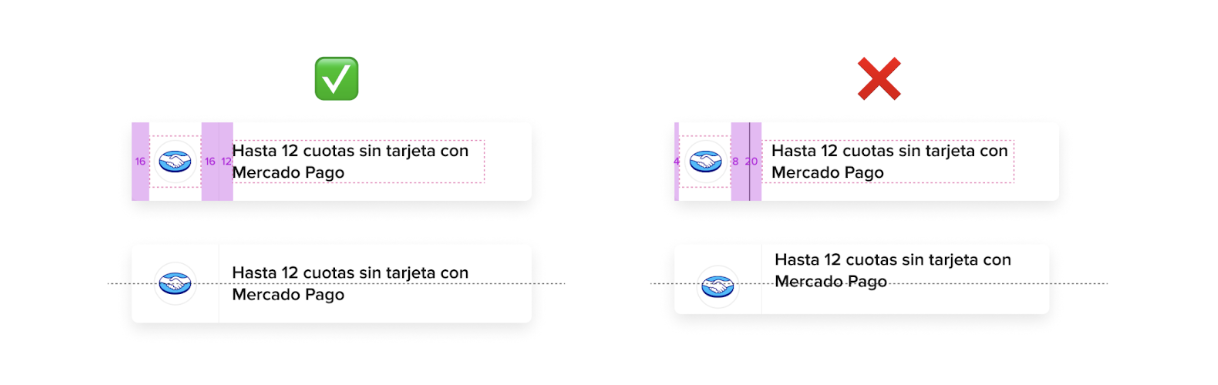 16 16 12 Hasta 12 cuotas sin tarjeta con
Mercado Pago
4 8 20 Hasta 12 cuotas sin tarjeta con
Mercado Pago
Hasta 12 cuotas sin tarjeta con
Mercado Pago
Hasta 12 cuotas sin tarjeta con
Mercado Pago